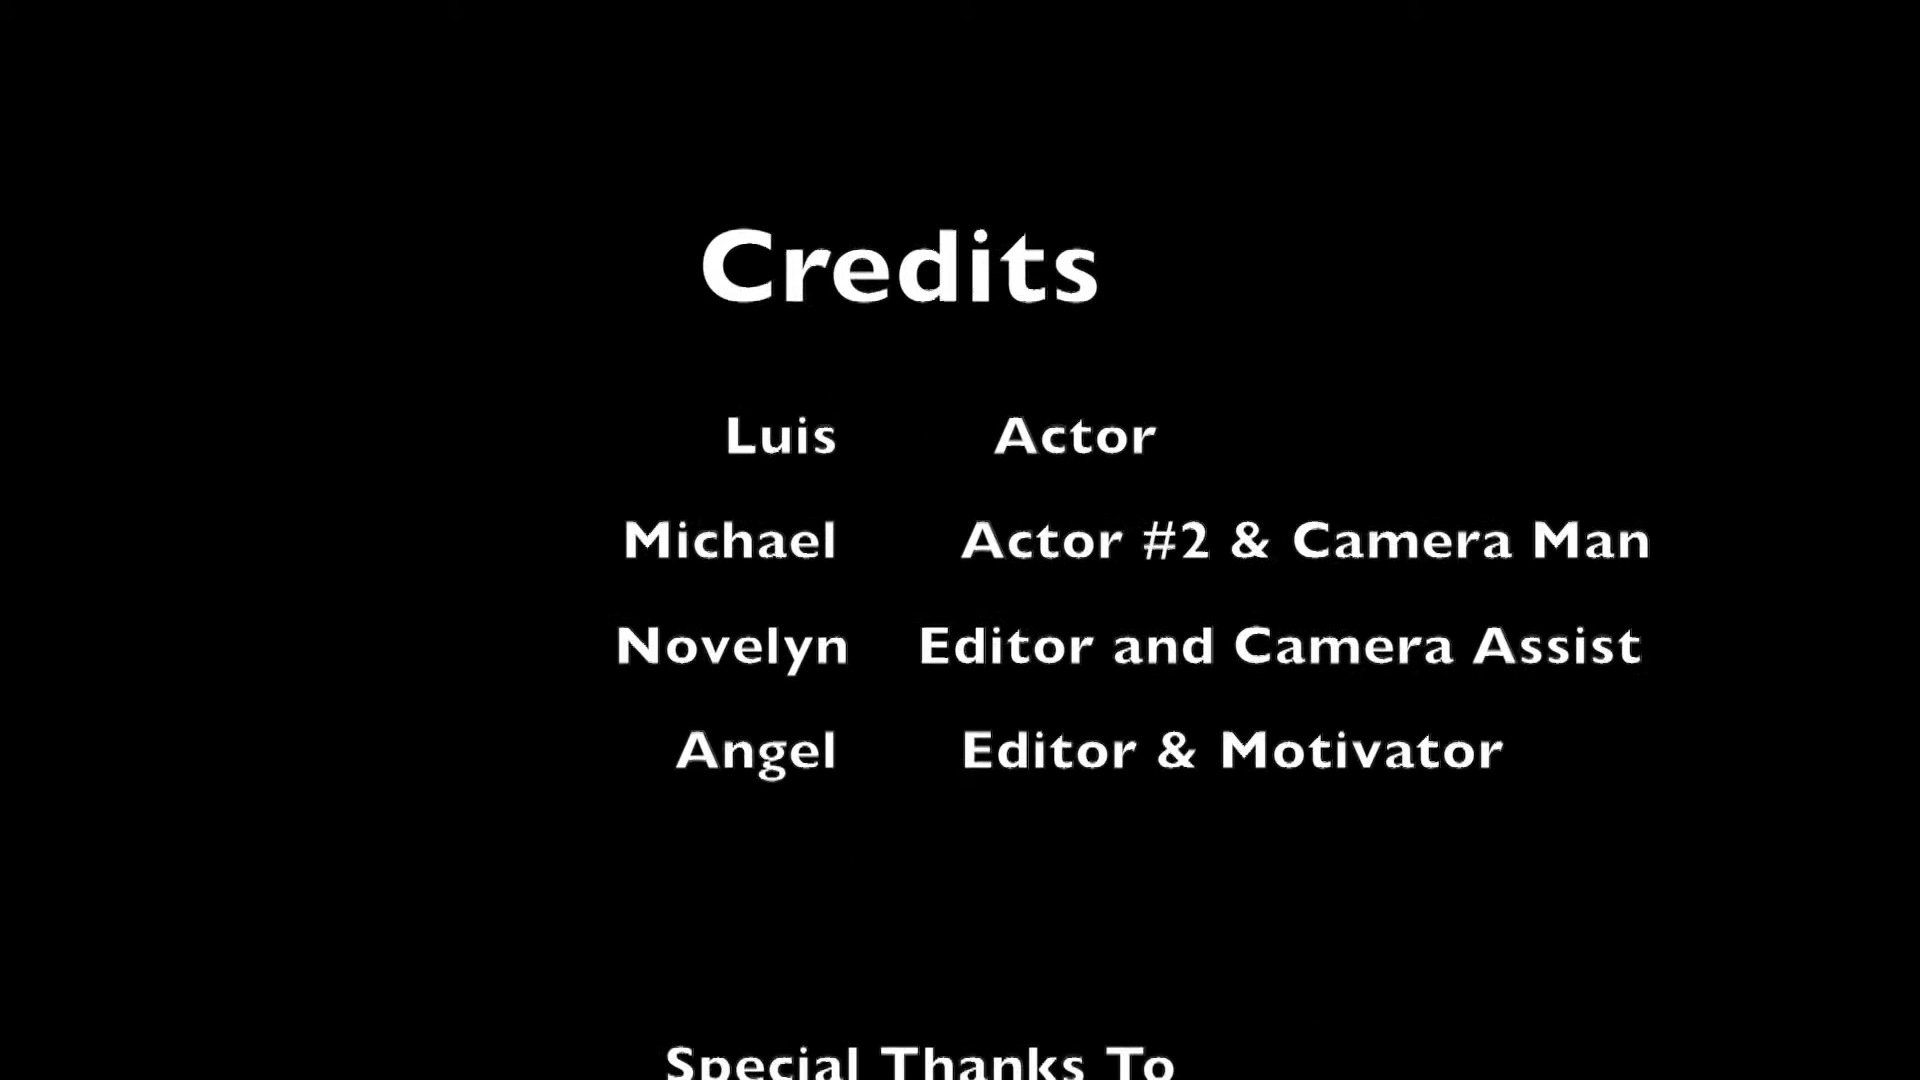 Credits
Luis Actor
Michael Actor #2 & Camera Man
Novelyn Editor and Camera Assist
Angel Editor & Motivator
Special Thanks To